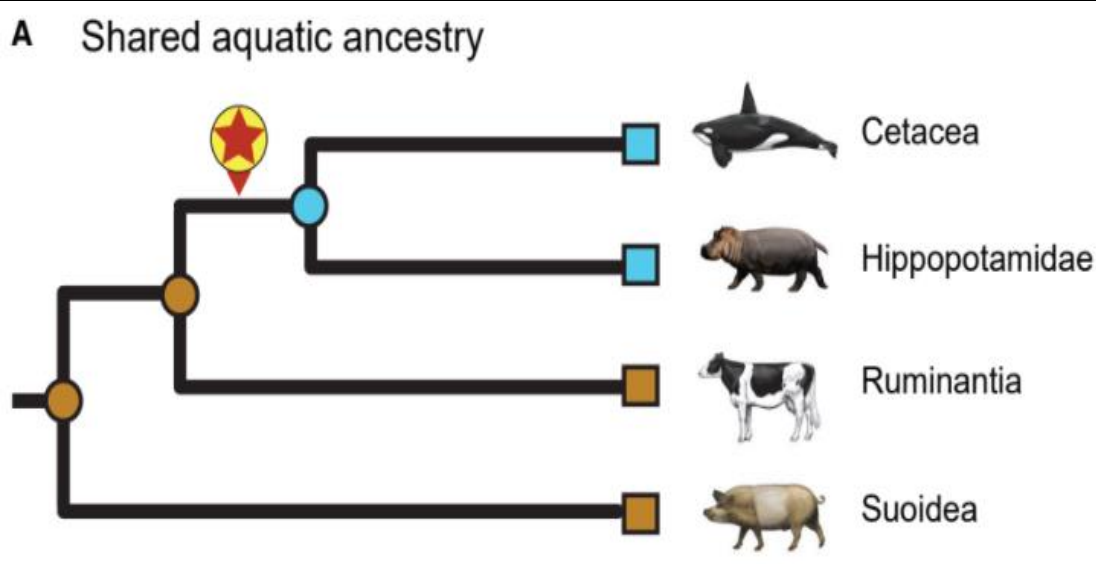 A Shared aquatic ancestry
Cetacea
Hippopotamidae
Ruminantia
Suoidea